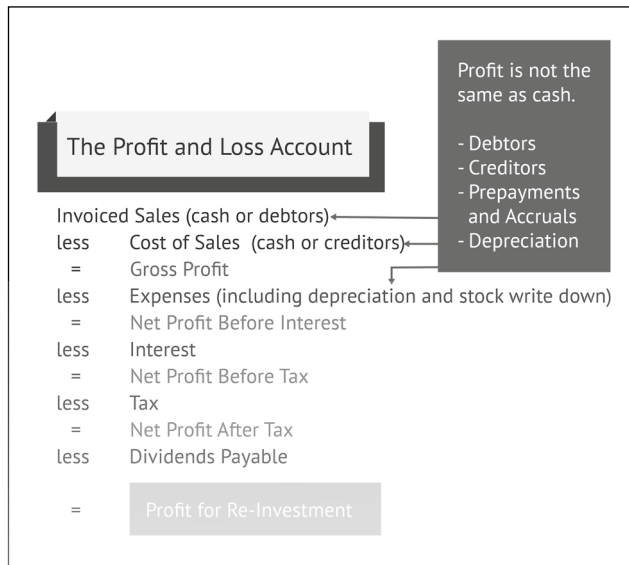 Profit is not the
same as cash.
- Debtors
- Creditors
- Prepayments
and Accruals
- Depreciation
The Profit and Loss Account
Invoiced Sales (cash or debtors)
less Cost of Sales (cash or creditors)
= Gross Profit
less Expenses (including depreciation and stock write down)
= Net Profit Before Interest
less Interest
= Net Profit Before Tax
less Tax
= Net Profit After Tax
less Dividends Payable
= Profit for Re-Investment